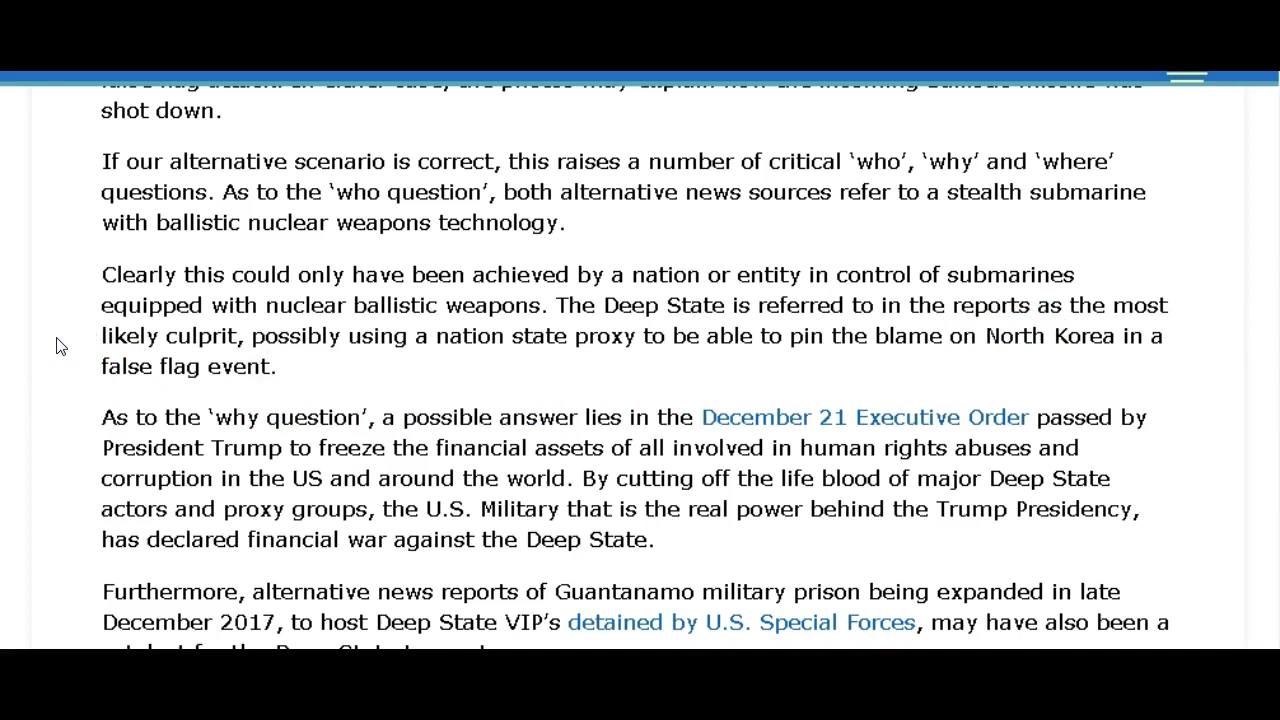 shot down.
If our alternative scenario is correct, this raises a number of critical ‘who’, ‘why’ and ‘where’
questions. As to the ‘who question’, both alternative news sources refer to a stealth submarine
with ballistic nuclear weapons technology.
Clearly this could only have been achieved by a nation or entity in control of submarines
equipped with nuclear ballistic weapons. The Deep State is referred to in the reports as the most
likely culprit, possibly using a nation state proxy to be able to pin the blame on North Korea in a
false flag event.
As to the ‘why question’, a possible answer lies in the December 21 Executive Order passed by
President Trump to freeze the financial assets of all involved in human rights abuses and
corruption in the US and around the world. By cutting off the life blood of major Deep State
actors and proxy groups, the U.S. Military that is the real power behind the Trump Presidency,
has declared financial war against the Deep State.
Furthermore, alternative news reports of Guantanamo military prison being expanded in late
December 2017, to host Deep State VIP’s detained by U.S. Special Forces, may have also been a